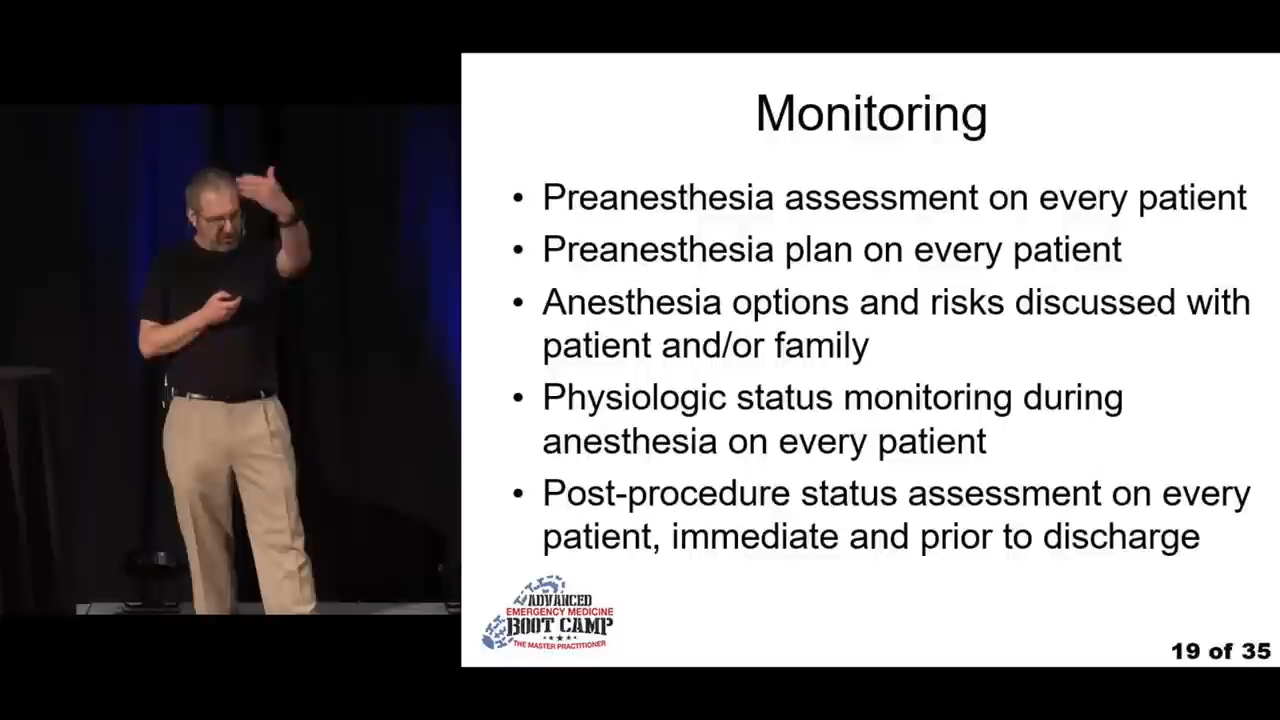 Monitoring
• Preanesthesia assessment on every patient
• Preanesthesia plan on every patient
• Anesthesia options and risks discussed with
patient and/or family
• Physiologic status monitoring during
anesthesia on every patient
• Post-procedure status assessment on every
patient, immediate and prior to discharge
ADVANCED
EMERGENCY MEDICINE
BOOT CAMP
THE MASTER PRACTITIONER
19 of 35